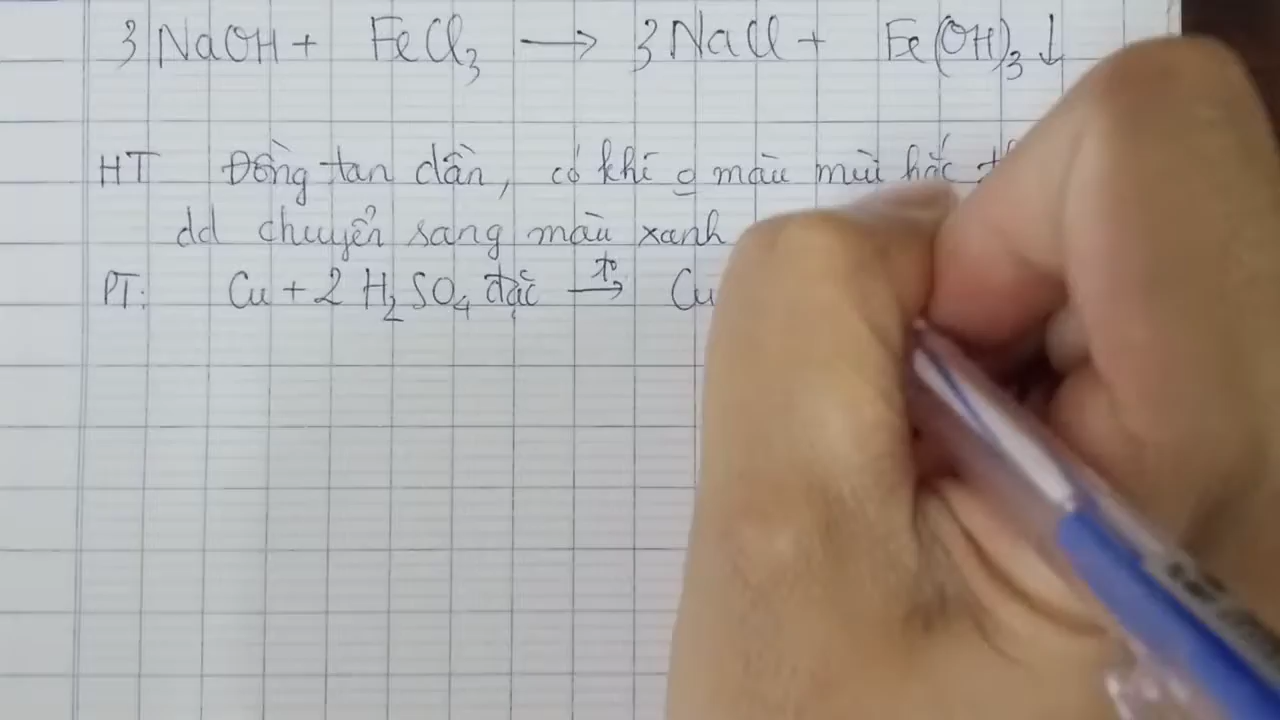 3 NaOH + FeCl₃ → 3 NaCl + Fe(OH)₃ ↓
HT Đồng tan dần, có khí ko màu mùi hắc
dd chuyển sang màu xanh
PT: Cu + 2 H₂SO₄ đặc t° → Cu